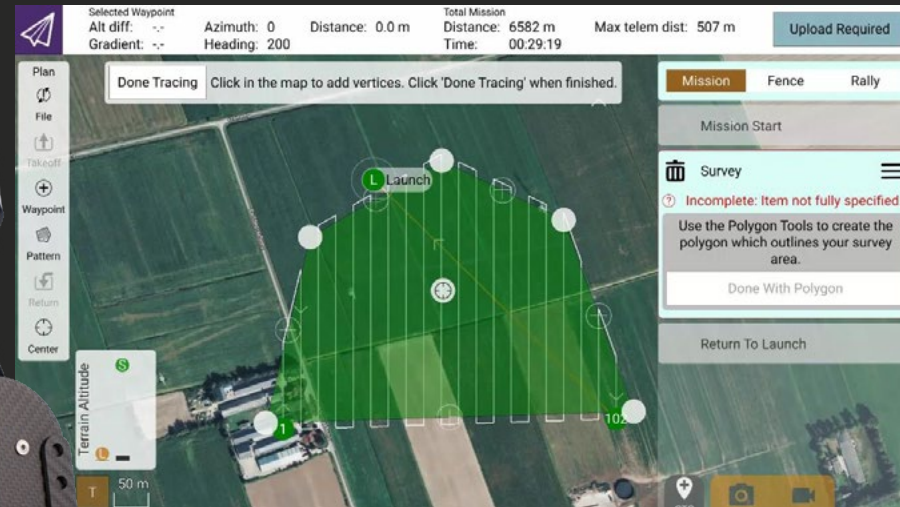 Selected Waypoint
Alt diff: -.-
Gradient: -.-
Azimuth: 0
Heading: 200
Distance: 0.0 m
Total Mission
Distance: 6582 m
Time: 00:29:19
Max telem dist: 507 m
Upload Required
Plan
File
Takeoff
Waypoint
Pattern
Return
Center
Done Tracing
Click in the map to add vertices. Click 'Done Tracing' when finished.
Mission
Fence
Rally
Mission Start
Survey
Incomplete: Item not fully specified
Use the Polygon Tools to create the
polygon which outlines your survey
area.
Done With Polygon
Return To Launch
L Launch
1
102
Terrain Altitude
S
L
T
50 m